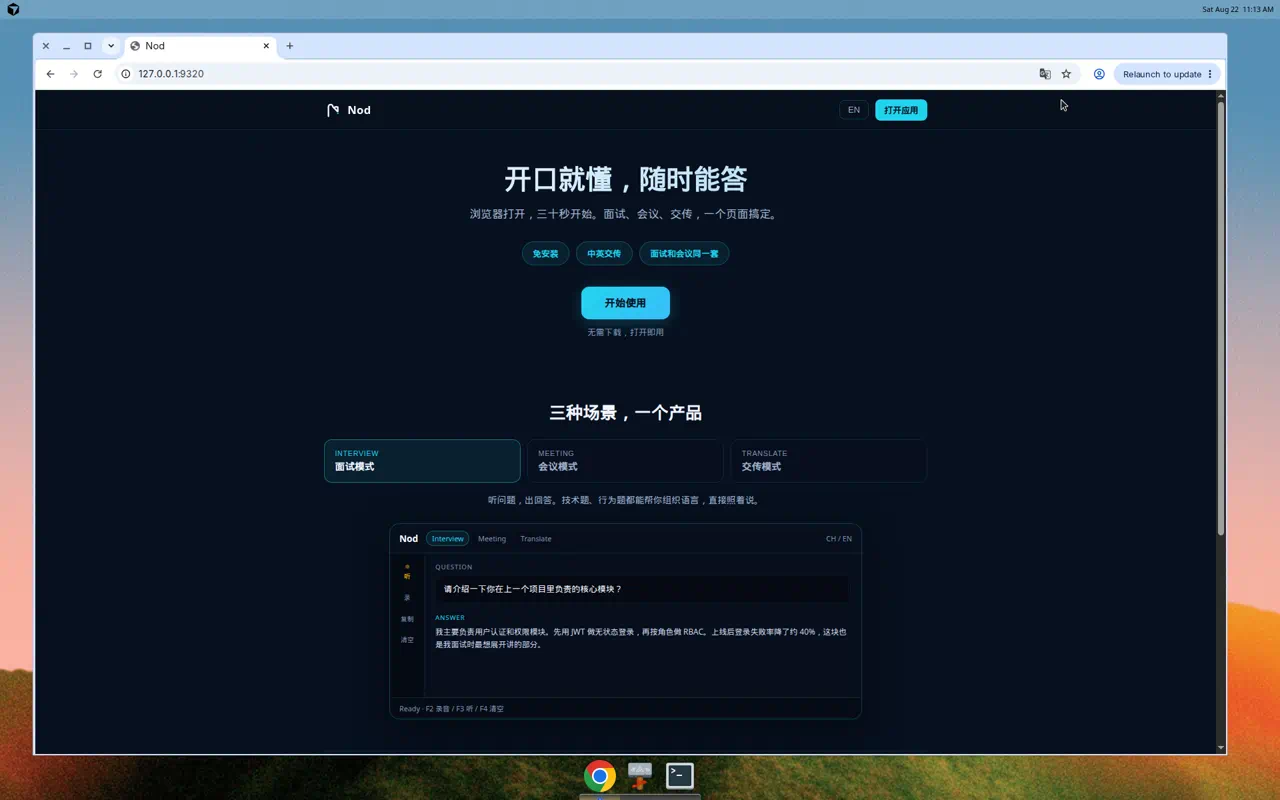 Sat Aug 22 11:13 AM
Nod
127.0.0.1:9320
Relaunch to update
Nod
EN
打开应用
开口就懂，随时能答
浏览器打开，三十秒开始。面试、会议、交传，一个页面搞定。
免安装
中英交传
面试和会议同一套
开始使用
无需下载，打开即用
三种场景，一个产品
INTERVIEW
面试模式
MEETING
会议模式
TRANSLATE
交传模式
听问题，出回答。技术题、行为题都能帮你组织语言，直接照着说。
Nod
Interview
Meeting
Translate
CH / EN
听
录
复制
清空
QUESTION
请介绍一下你在上一个项目里负责的核心模块？
ANSWER
我主要负责用户认证和权限模块。先用 JWT 做无状态登录，再按角色做 RBAC。上线后登录失败率降了约 40%，这块也
是我面试时最想展开讲的部分。
Ready · F2 录音 / F3 听 / F4 清空